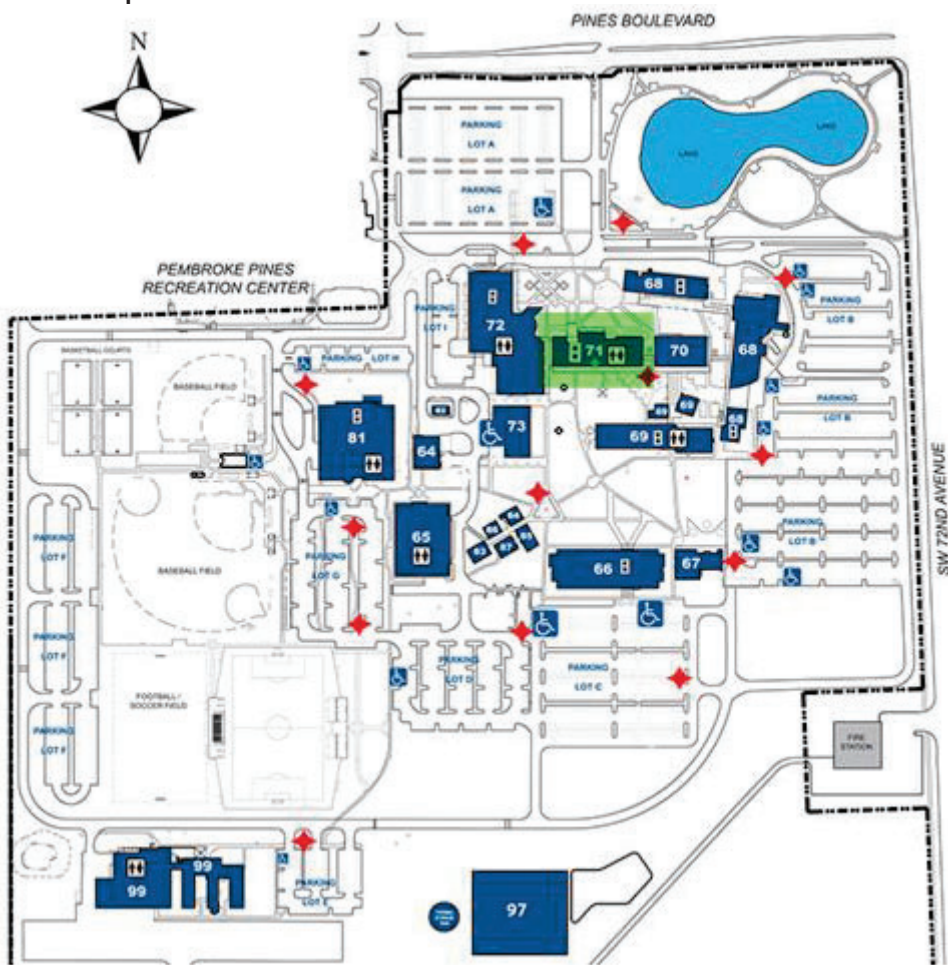 PINES BOULEVARD
N
PARKING
LOT A
LAKE
LAKE
PARKING
LOT A
PEMBROKE PINES
RECREATION CENTER
68
72
PARKING
LOT I
PARKING
LOT B
71
70
68
BASKETBALL COURTS
PARKING LOT H
BASEBALL FIELD
69
69
68
PARKING
LOT B
81
73
64
69
SW 72ND AVENUE
PARKING
LOT F
BASEBALL FIELD
PARKING
LOT G
65
PARKING
LOT B
66
67
PARKING
LOT F
PARKING
LOT D
PARKING
LOT C
FOOTBALL /
SOCCER FIELD
PARKING
LOT F
FIRE
STATION
99
99
PARKING
LOT E
97